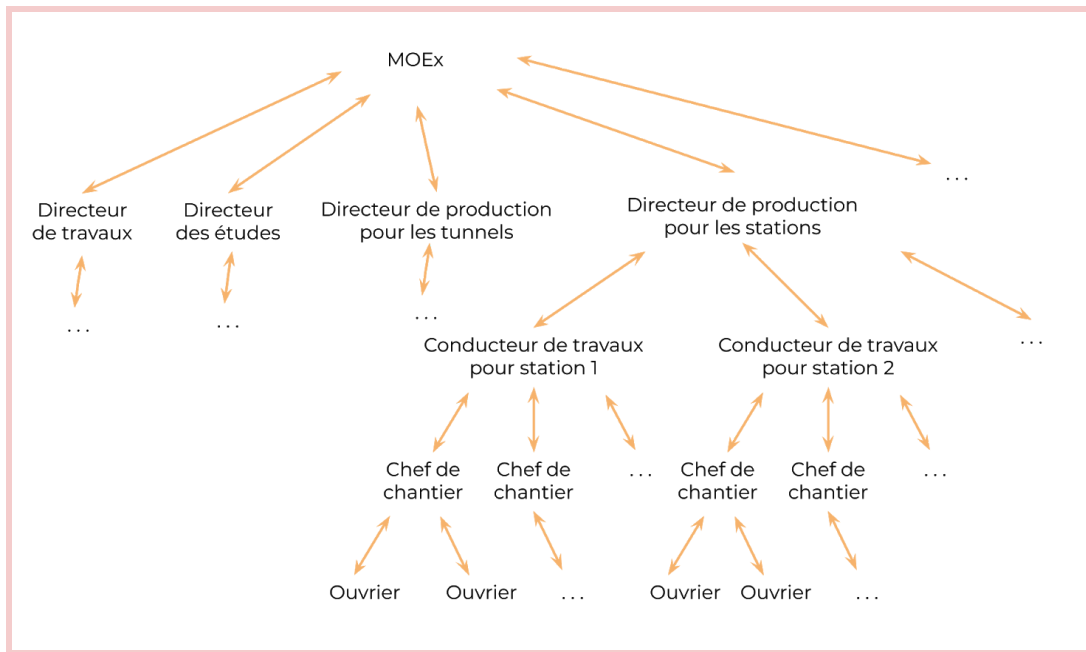 MOEx
. . .
Directeur
de travaux
Directeur
des études
Directeur de production
pour les tunnels
Directeur de production
pour les stations
. . .
. . .
. . .
. . .
Conducteur de travaux
pour station 1
Conducteur de travaux
pour station 2
Chef de
chantier
Chef de
chantier
. . .
Chef de
chantier
Chef de
chantier
. . .
Ouvrier
Ouvrier
. . .
Ouvrier
Ouvrier
. . .